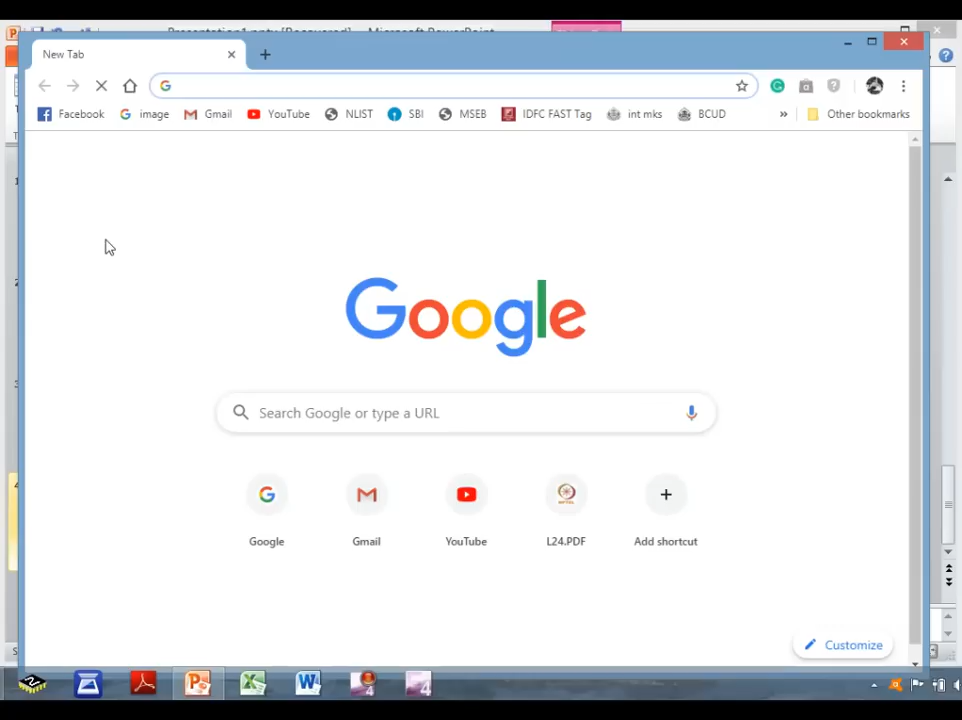 New Tab
Facebook image Gmail YouTube NLIST SBI MSEB IDFC FAST Tag int mks BCUD » Other bookmarks
Google
Search Google or type a URL
Google Gmail YouTube L24.PDF Add shortcut
Customize